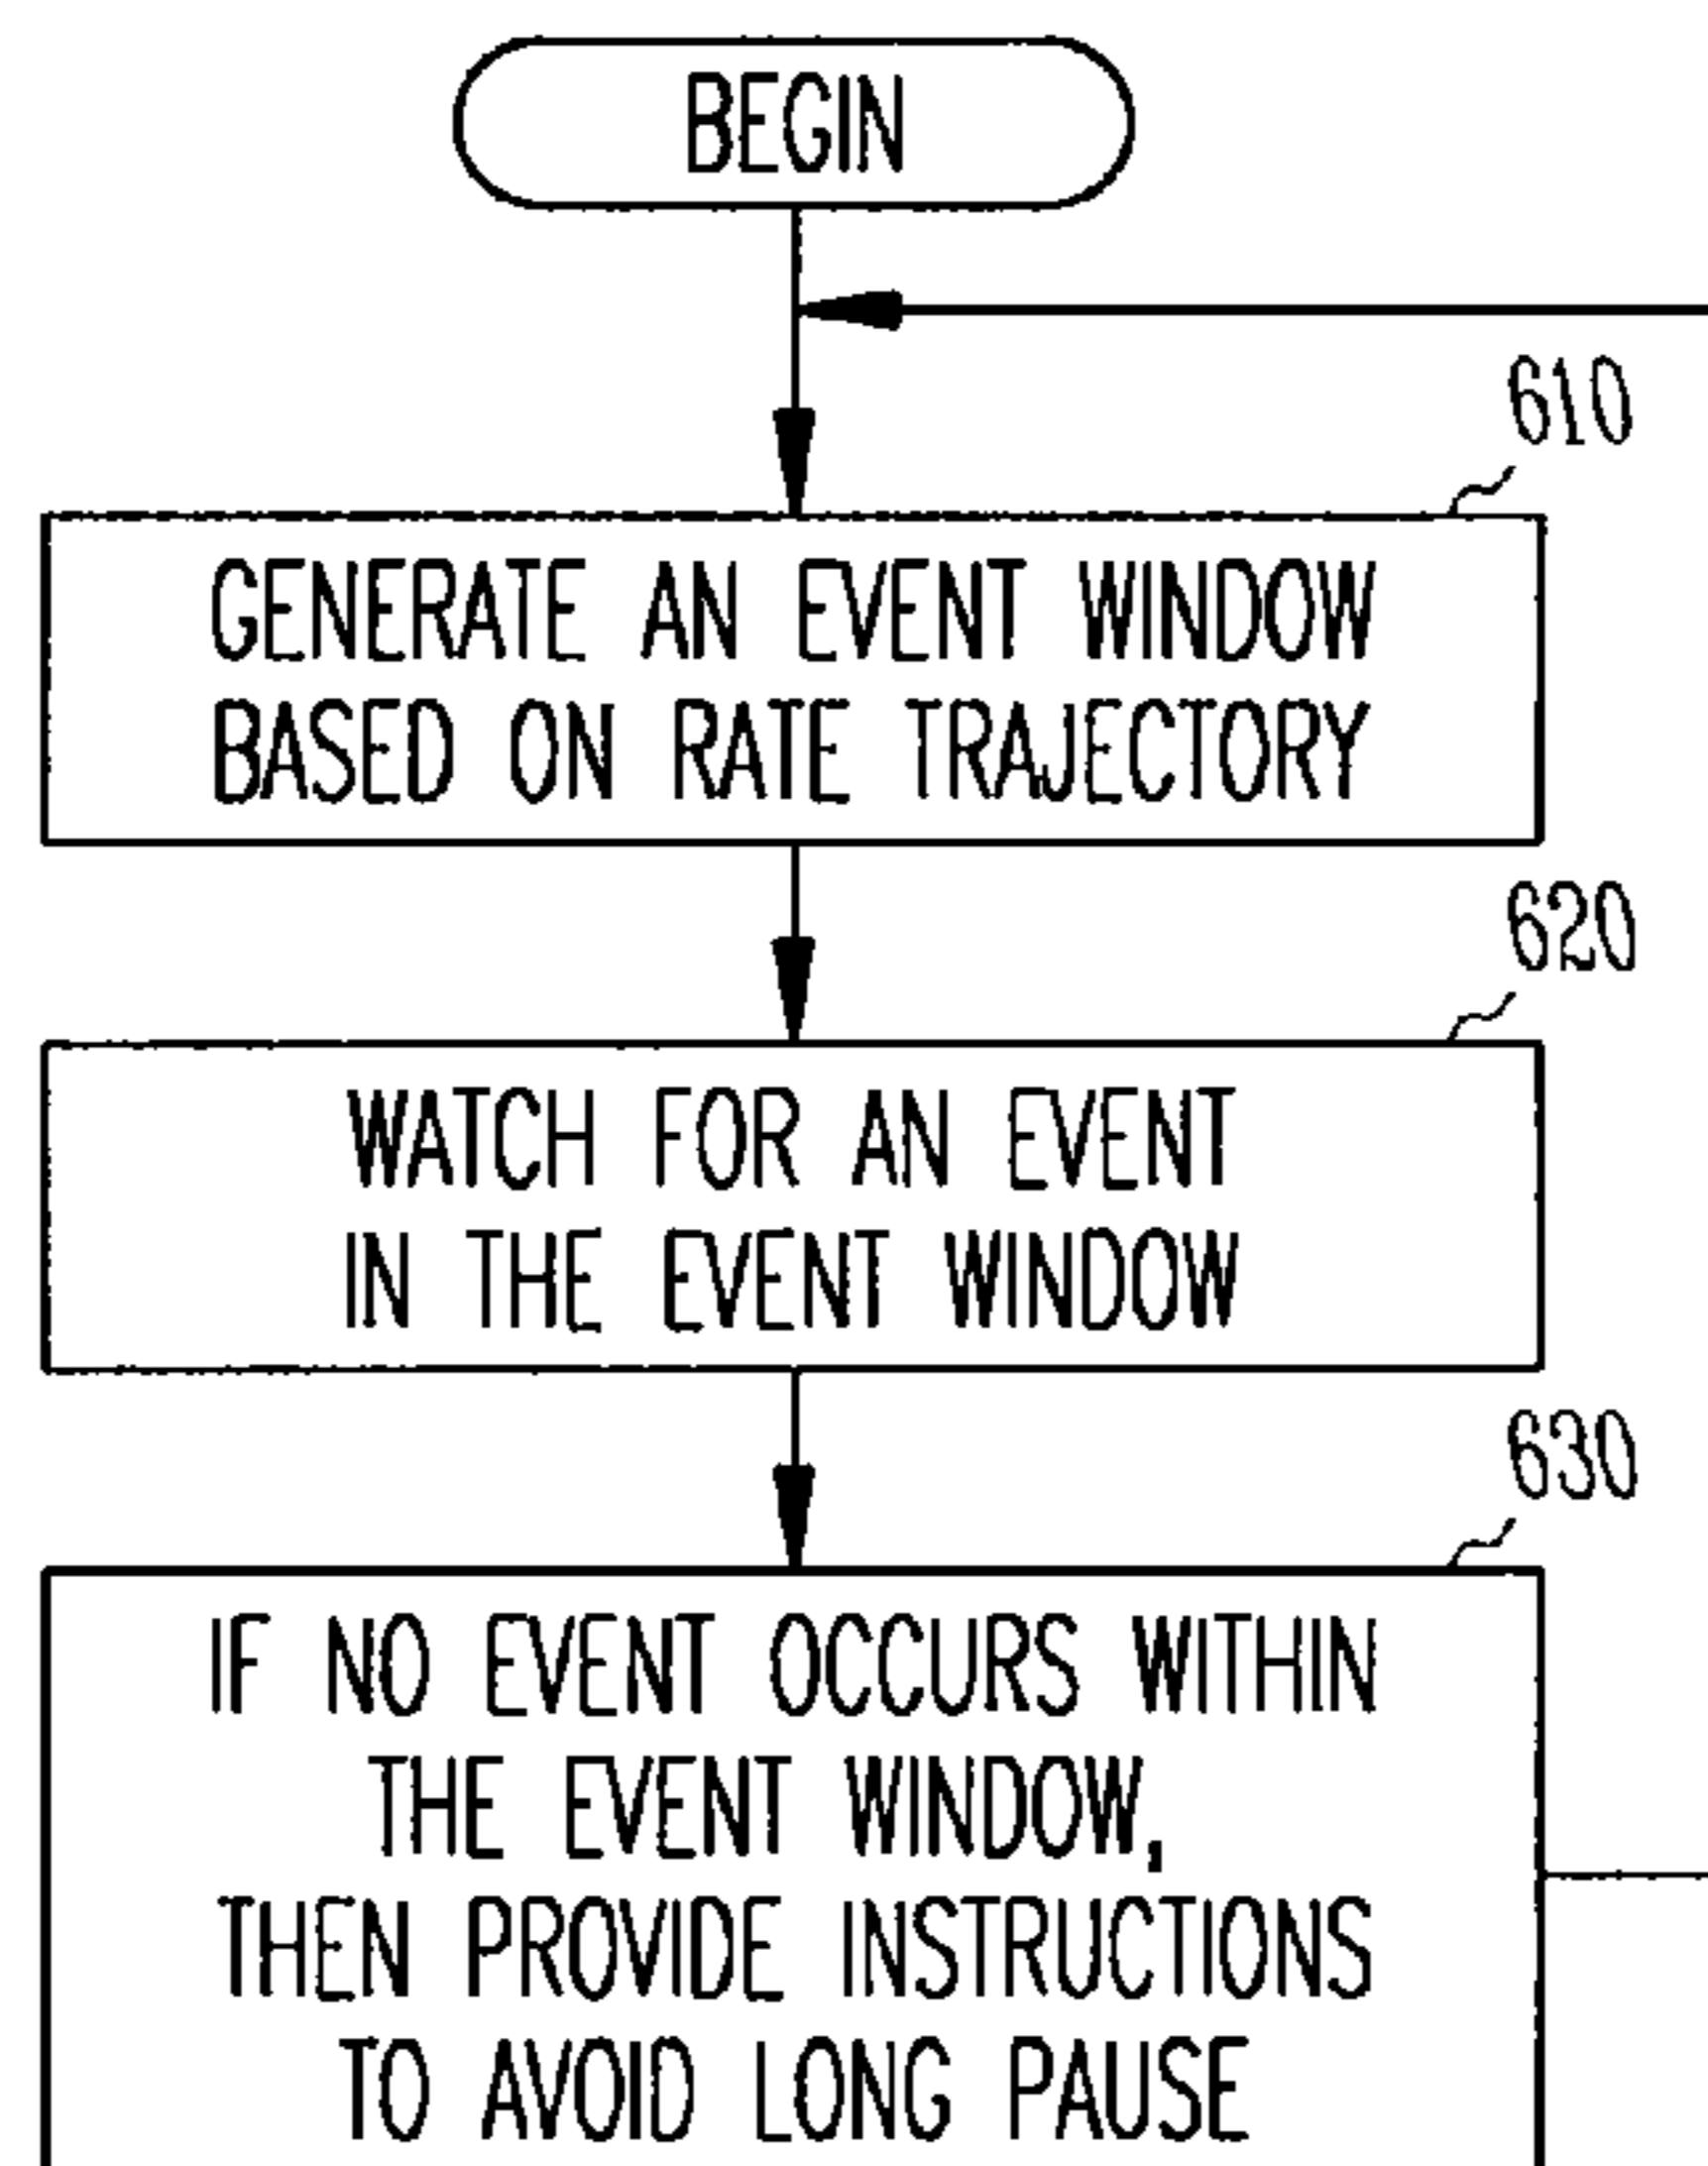 BEGIN
610
GENERATE AN EVENT WINDOW
BASED ON RATE TRAJECTORY
620
WATCH FOR AN EVENT
IN THE EVENT WINDOW
630
IF NO EVENT OCCURS WITHIN
THE EVENT WINDOW,
THEN PROVIDE INSTRUCTIONS
TO AVOID LONG PAUSE